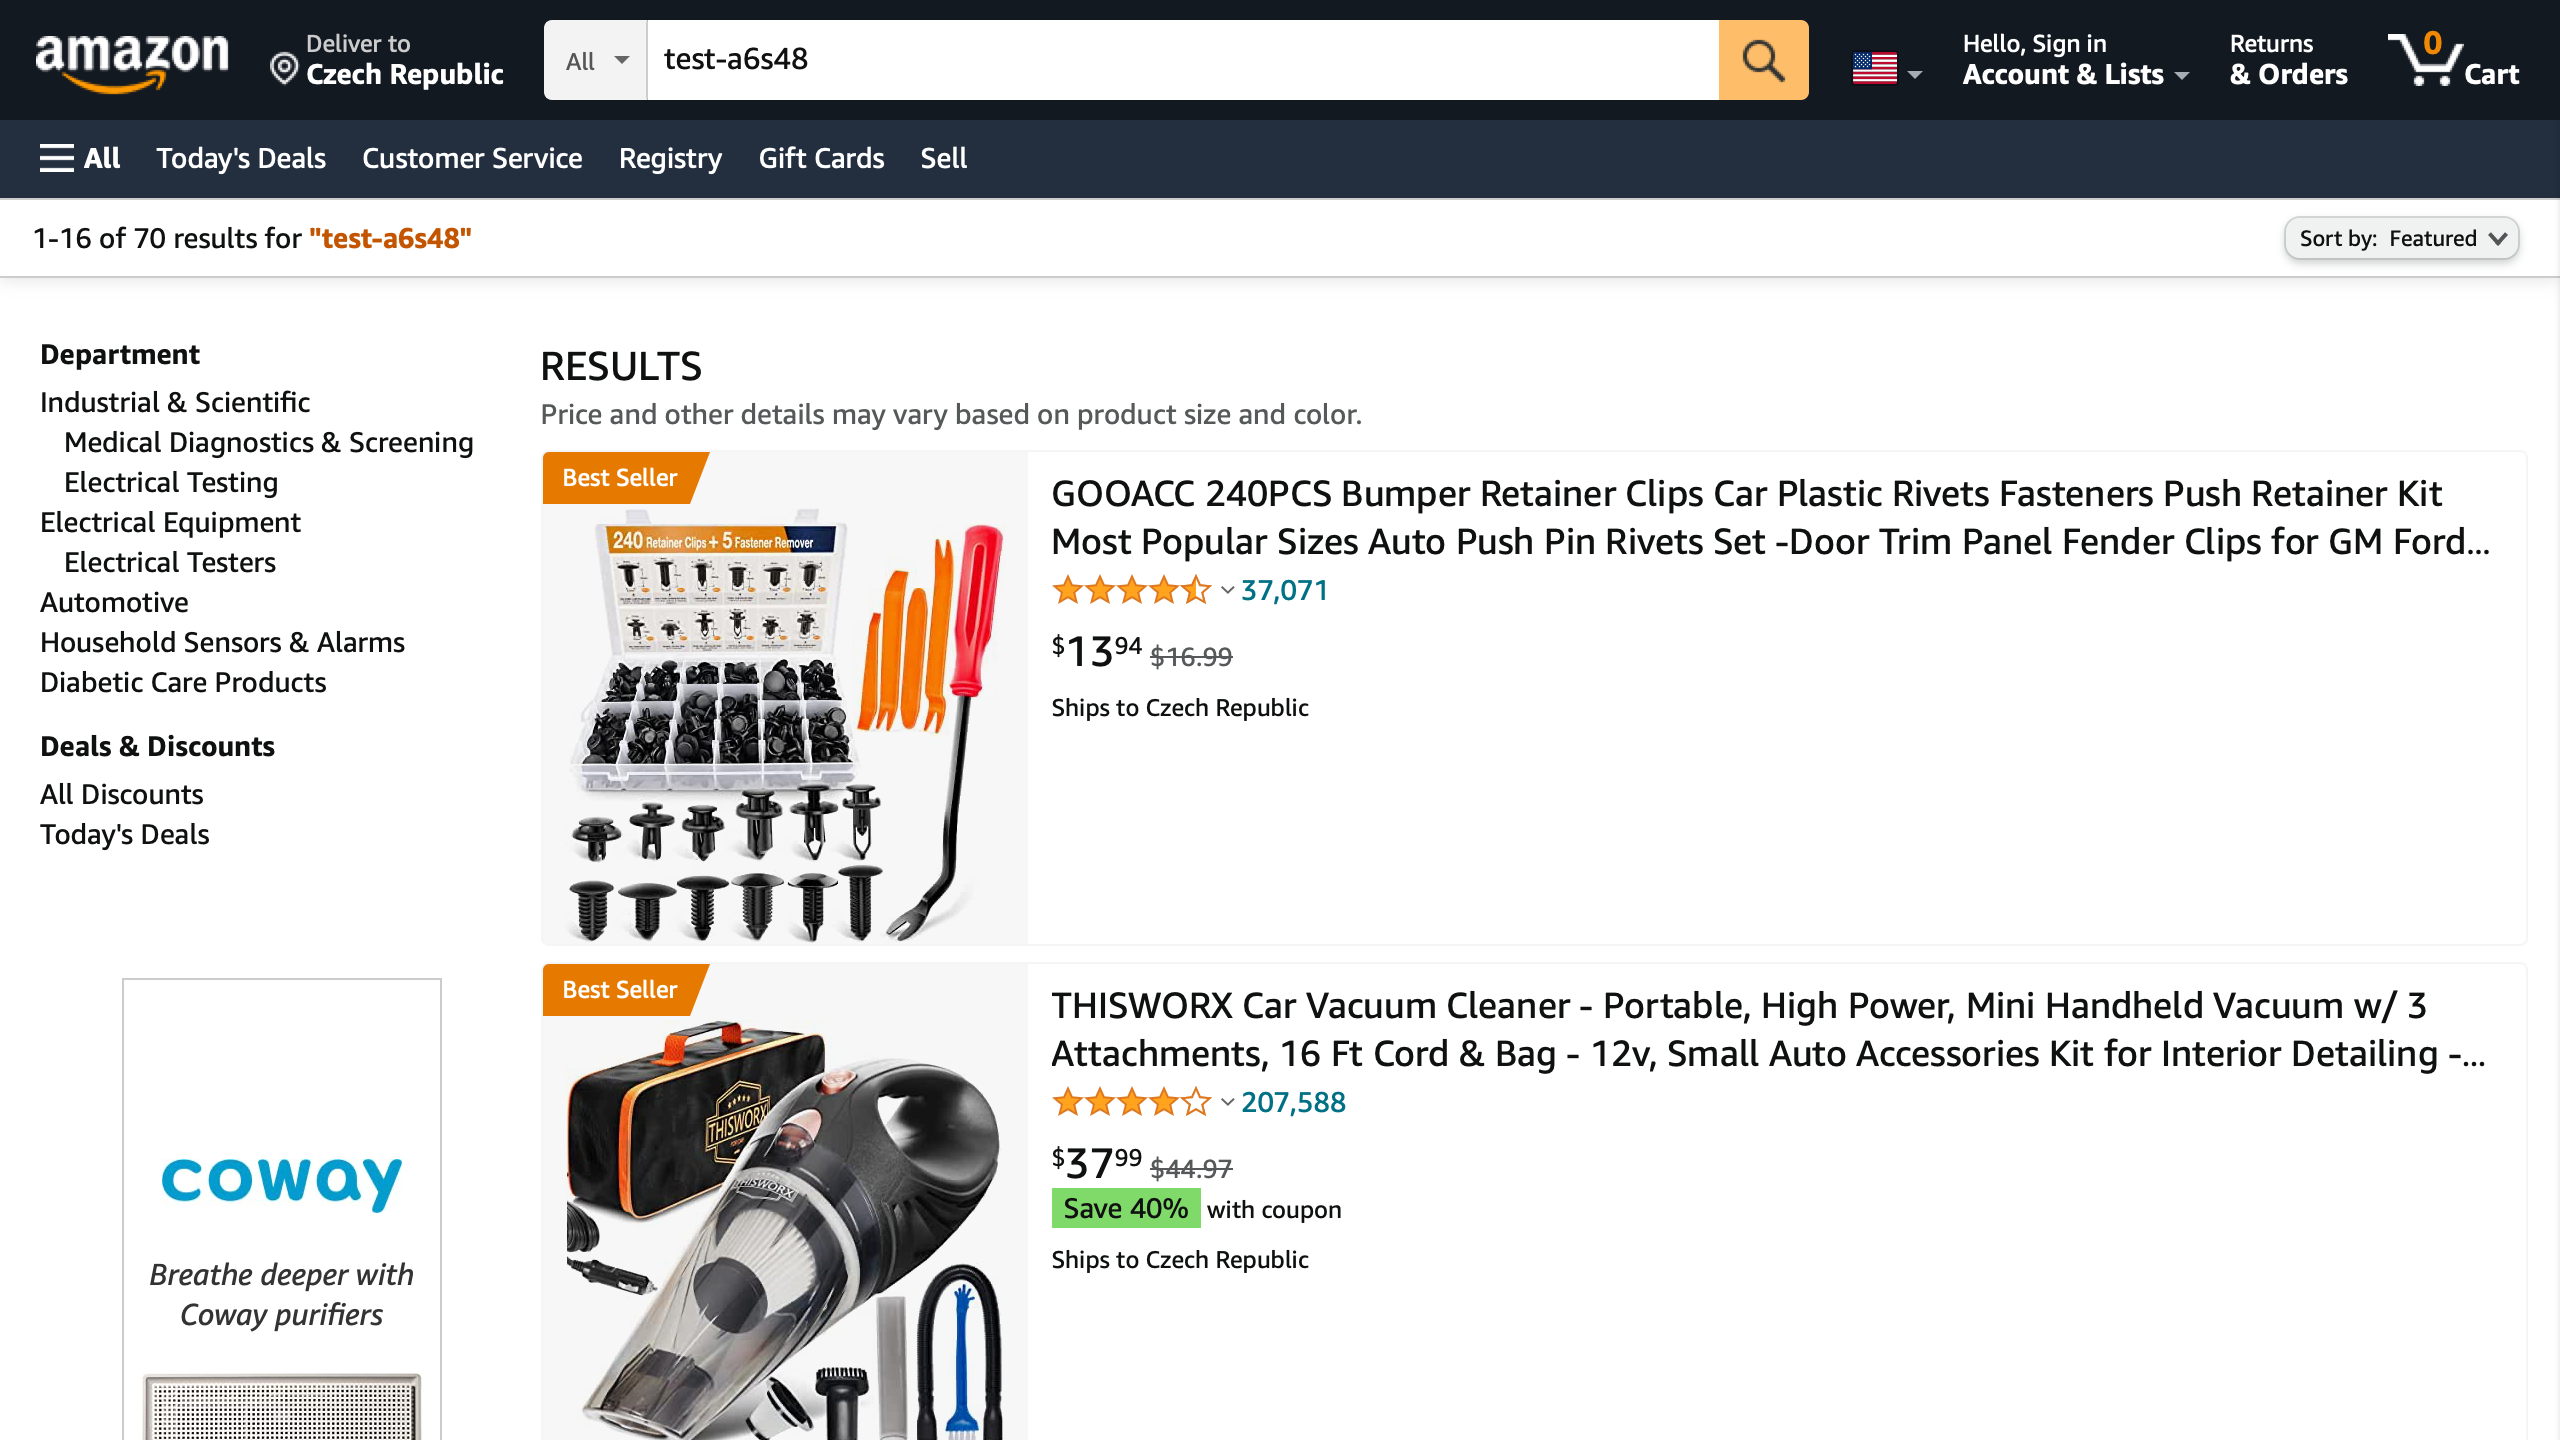 amazon
Deliver to
Czech Republic
All
test-a6s48
Hello, Sign in
Account & Lists
Returns
& Orders
0
Cart
All
Today's Deals
Customer Service
Registry
Gift Cards
Sell
1-16 of 70 results for "test-a6s48"
Sort by: Featured
Department
Industrial & Scientific
Medical Diagnostics & Screening
Electrical Testing
Electrical Equipment
Electrical Testers
Automotive
Household Sensors & Alarms
Diabetic Care Products
Deals & Discounts
All Discounts
Today's Deals
coway
Breathe deeper with
Coway purifiers
RESULTS
Price and other details may vary based on product size and color.
Best Seller
240 Retainer Clips + 5 Fastener Remover
GOOACC 240PCS Bumper Retainer Clips Car Plastic Rivets Fasteners Push Retainer Kit
Most Popular Sizes Auto Push Pin Rivets Set -Door Trim Panel Fender Clips for GM Ford...
37,071
$13.94 $16.99
Ships to Czech Republic
Best Seller
THISWORX
THISWORX
THISWORX Car Vacuum Cleaner - Portable, High Power, Mini Handheld Vacuum w/ 3
Attachments, 16 Ft Cord & Bag - 12v, Small Auto Accessories Kit for Interior Detailing -...
207,588
$37.99 $44.97
Save 40% with coupon
Ships to Czech Republic